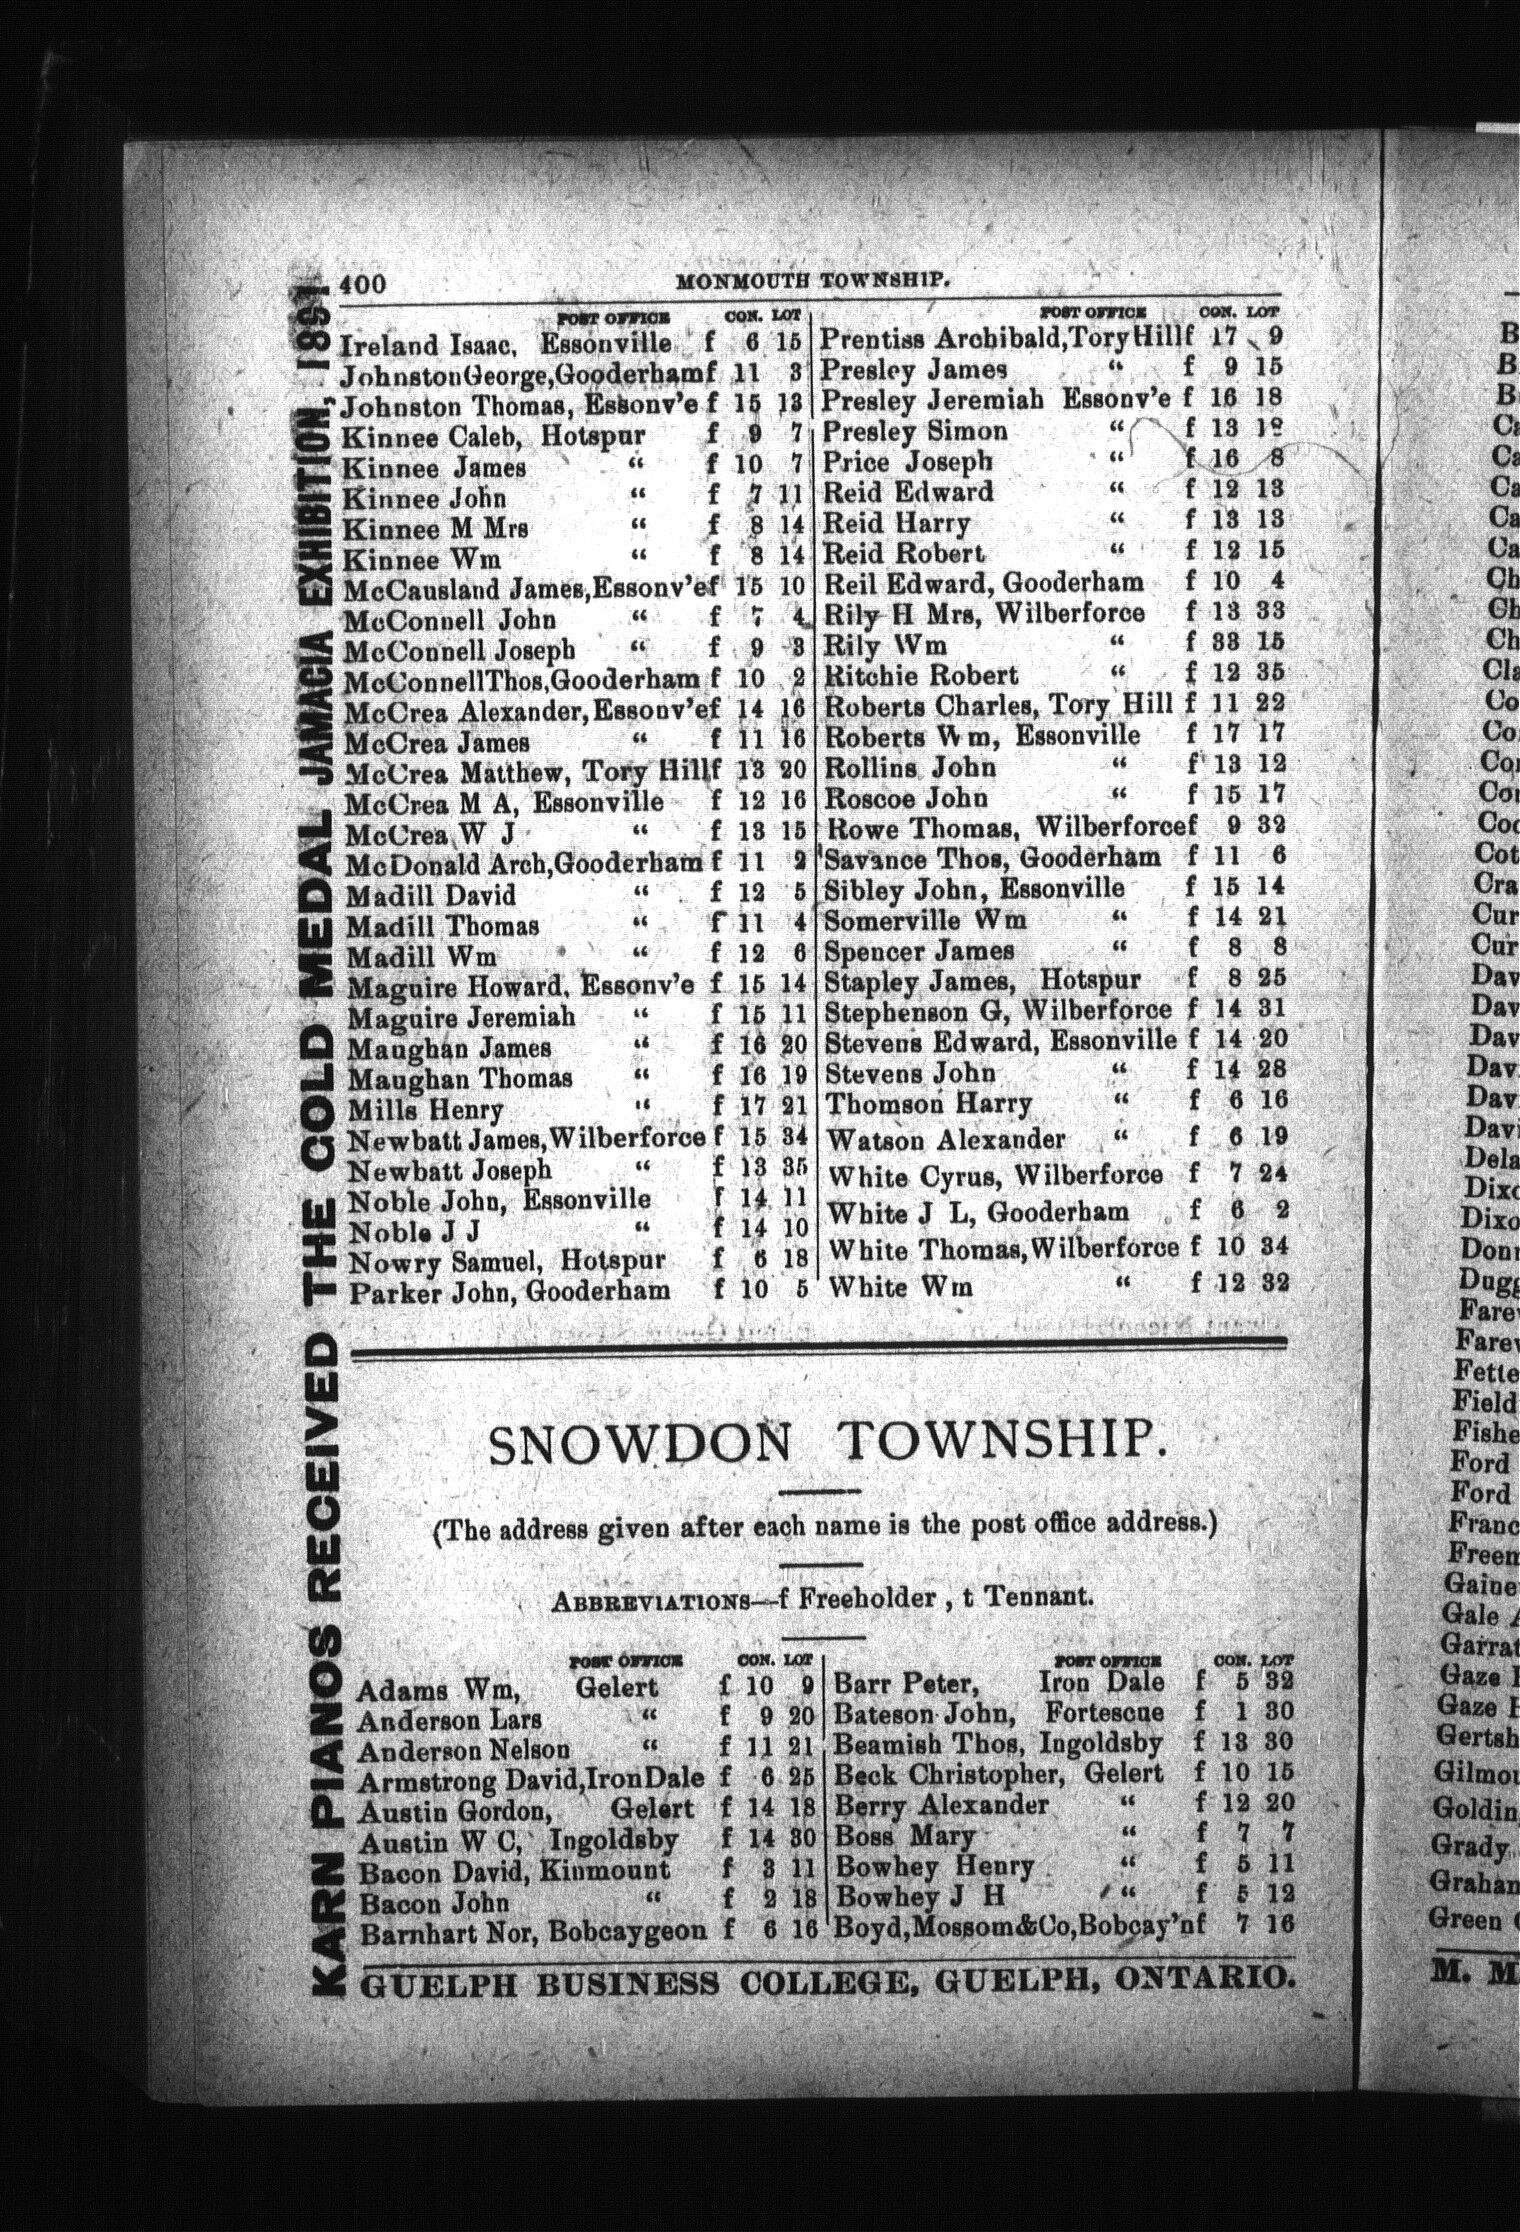 400 MONMOUTH TOWNSHIP.
POST OFFICE CON. LOT
Ireland Isaac, Essonville f 6 15
JohnstonGeorge,Gooderham f 11 3
Johnston Thomas, Essonv'e f 15 13
Kinnee Caleb, Hotspur f 9 7
Kinnee James " f 10 7
Kinnee John " f 7 11
Kinnee M Mrs " f 8 14
Kinnee Wm " f 8 14
McCausland James,Essonv'e f 15 10
McConnell John " f 7 4
McConnell Joseph " f 9 3
McConnellThos,Gooderham f 10 2
McCrea Alexander, Essonv'e f 14 16
McCrea James " f 11 16
McCrea Matthew, Tory Hill f 13 20
McCrea M A, Essonville f 12 16
McCrea W J " f 13 15
McDonald Arch,Gooderham f 11 2
Madill David " f 12 5
Madill Thomas " f 11 4
Madill Wm " f 12 6
Maguire Howard, Essonv'e f 15 14
Maguire Jeremiah " f 15 11
Maughan James " f 16 20
Maughan Thomas " f 16 19
Mills Henry " f 17 21
Newbatt James,Wilberforce f 15 34
Newbatt Joseph " f 13 35
Noble John, Essonville f 14 11
Noble J J " f 14 10
Nowry Samuel, Hotspur f 6 18
Parker John, Gooderham f 10 5
POST OFFICE CON. LOT
Prentiss Archibald,Tory Hill f 17 9
Presley James " f 9 15
Presley Jeremiah Essonv'e f 16 18
Presley Simon " f 13
Price Joseph " f 16 8
Reid Edward " f 12 13
Reid Harry " f 13 13
Reid Robert " f 12 15
Reil Edward, Gooderham f 10 4
Rily H Mrs, Wilberforce f 13 33
Rily Wm " f 33 15
Ritchie Robert " f 12 35
Roberts Charles, Tory Hill f 11 22
Roberts Wm, Essonville f 17 17
Rollins John " f 13 12
Roscoe John " f 15 17
Rowe Thomas, Wilberforce f 9 32
Savance Thos, Gooderham f 11 6
Sibley John, Essonville f 15 14
Somerville Wm " f 14 21
Spencer James " f 8 8
Stapley James, Hotspur f 8 25
Stephenson G, Wilberforce f 14 31
Stevens Edward, Essonville f 14 20
Stevens John " f 14 28
Thomson Harry " f 6 16
Watson Alexander " f 6 19
White Cyrus, Wilberforce f 7 24
White J L, Gooderham f 6 2
White Thomas,Wilberforce f 10 34
White Wm " f 12 32
SNOWDON TOWNSHIP.
(The address given after each name is the post office address.)
ABBREVIATIONS—f Freeholder , t Tennant.
POST OFFICE CON. LOT
Adams Wm, Gelert f 10 9
Anderson Lars " f 9 20
Anderson Nelson " f 11 21
Armstrong David,IronDale f 6 25
Austin Gordon, Gelert f 14 18
Austin W C, Ingoldsby f 14 30
Bacon David, Kinmount f 3 11
Bacon John " f 2 18
Barnhart Nor, Bobcaygeon f 6 16
POST OFFICE CON. LOT
Barr Peter, Iron Dale f 5 32
Bateson John, Fortescue f 1 30
Beamish Thos, Ingoldsby f 13 30
Beck Christopher, Gelert f 10 15
Berry Alexander " f 12 20
Boss Mary " f 7 7
Bowhey Henry " f 5 11
Bowhey J H " f 5 12
Boyd,Mossom&Co,Bobcay'n f 7 16
GUELPH BUSINESS COLLEGE, GUELPH, ONTARIO.
KARN PIANOS RECEIVED THE GOLD MEDAL JAMACIA EXHIBITION, 1891.
Ford
Ford
M.